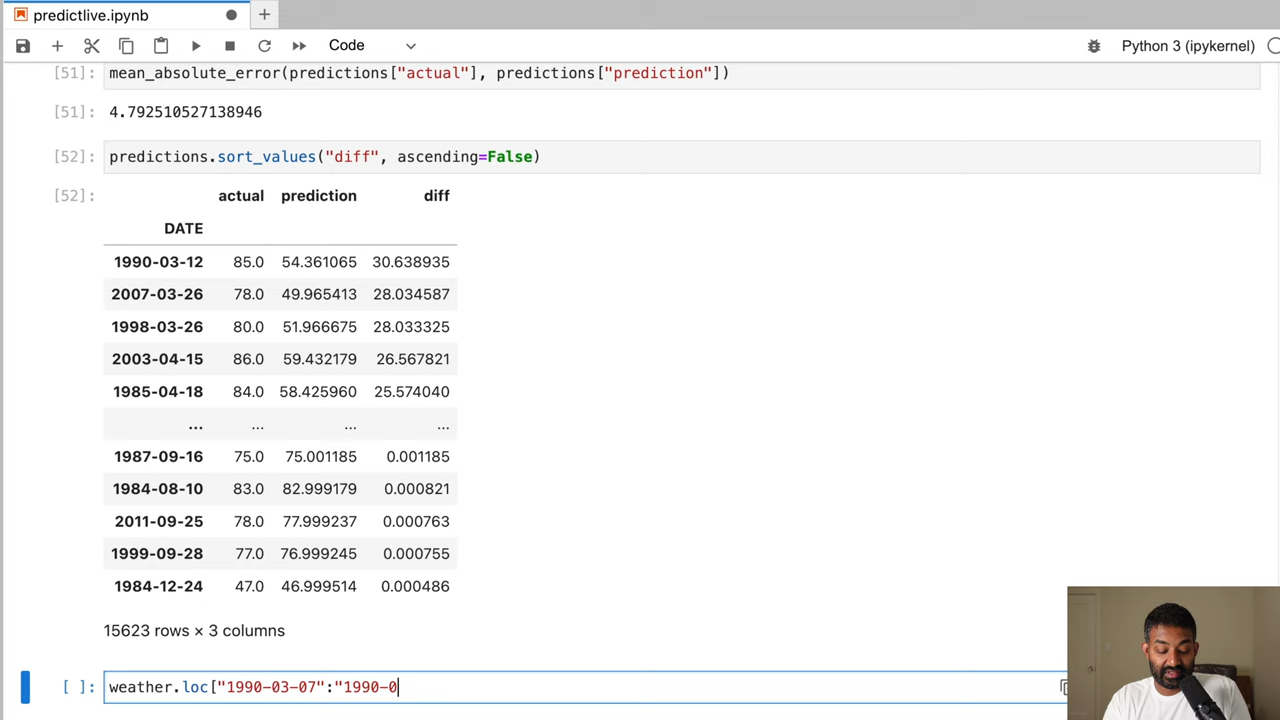 predictlive.ipynb
Code
Python 3 (ipykernel)
[51]: mean_absolute_error(predictions["actual"], predictions["prediction"])
[51]: 4.792510527138946
[52]: predictions.sort_values("diff", ascending=False)
[52]: actual prediction diff
DATE
1990-03-12 85.0 54.361065 30.638935
2007-03-26 78.0 49.965413 28.034587
1998-03-26 80.0 51.966675 28.033325
2003-04-15 86.0 59.432179 26.567821
1985-04-18 84.0 58.425960 25.574040
... ... ... ...
1987-09-16 75.0 75.001185 0.001185
1984-08-10 83.0 82.999179 0.000821
2011-09-25 78.0 77.999237 0.000763
1999-09-28 77.0 76.999245 0.000755
1984-12-24 47.0 46.999514 0.000486
15623 rows × 3 columns
[ ]: weather.loc["1990-03-07":"1990-0